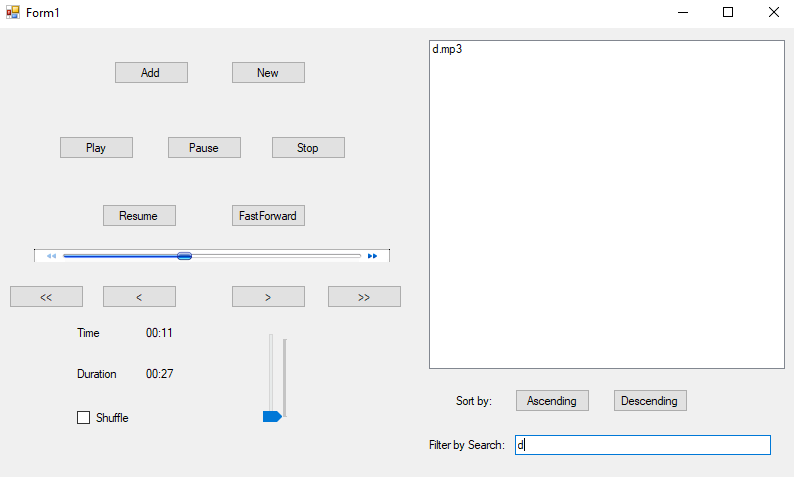 Form1
Add
New
Play
Pause
Stop
Resume
FastForward
<<
<
>
>>
Time 00:11
Duration 00:27
Shuffle
d.mp3
Sort by: Ascending Descending
Filter by Search: d